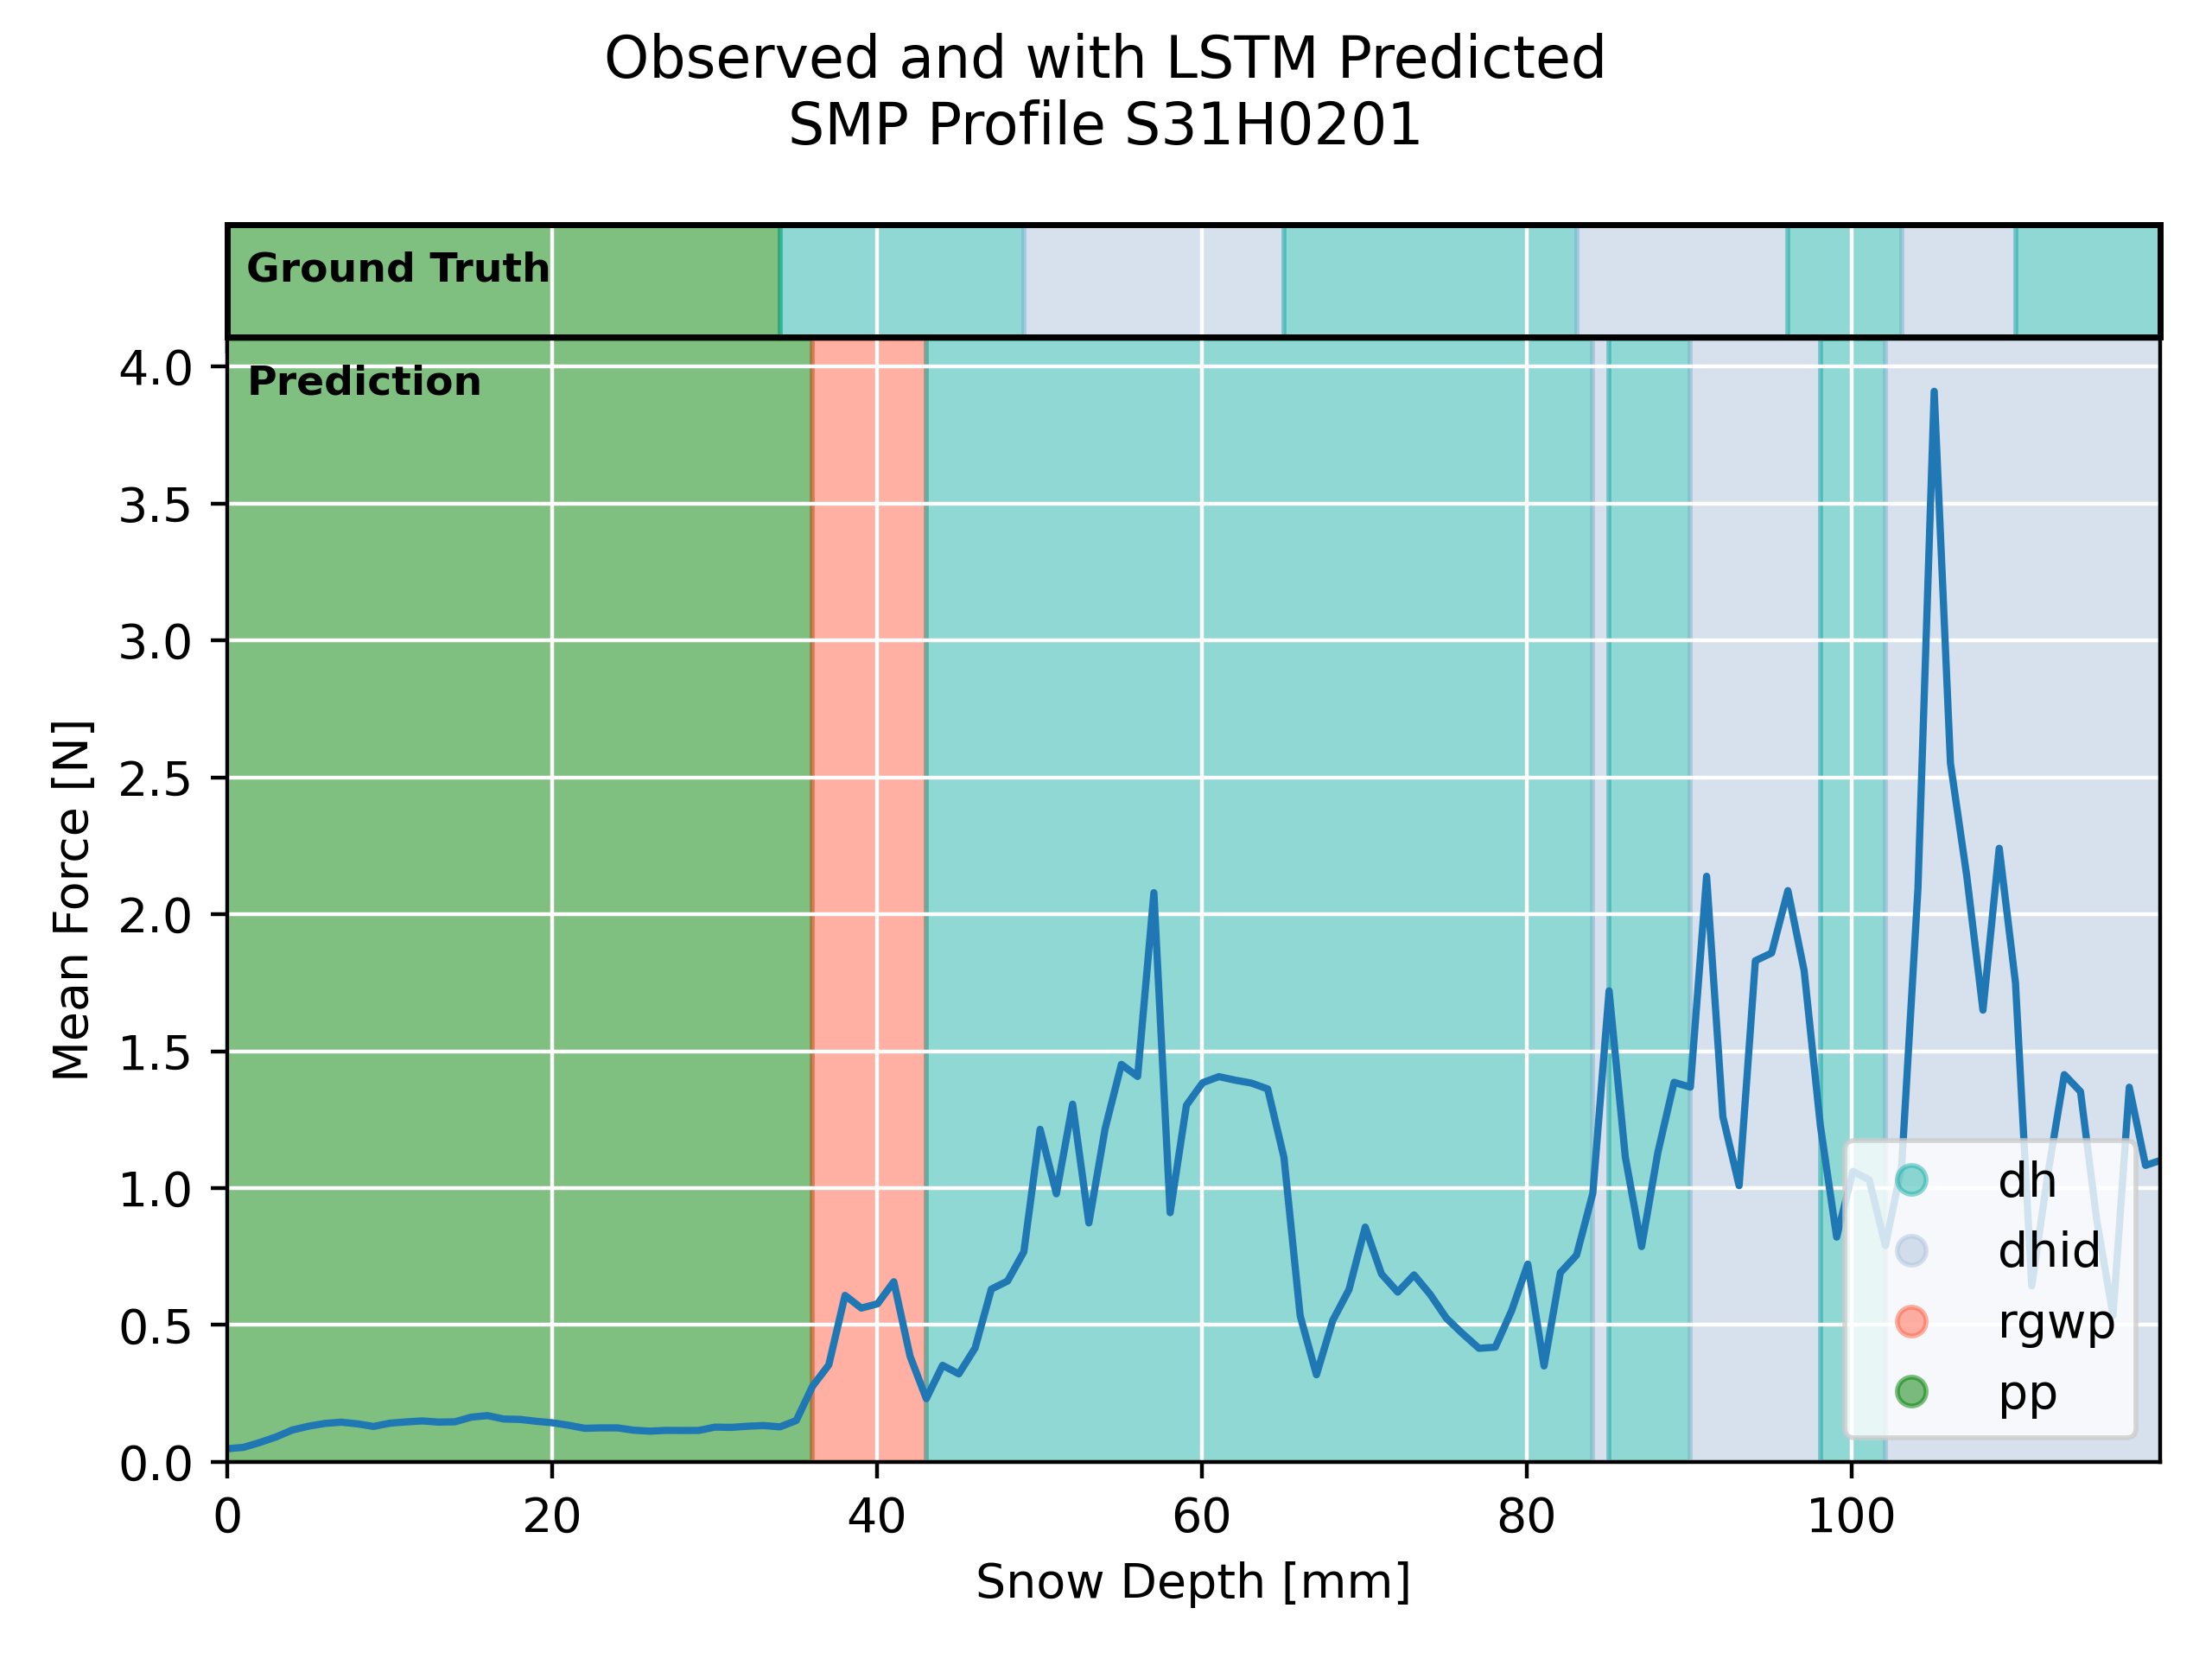 Observed and with LSTM Predicted
SMP Profile S31H0201
Ground Truth
Prediction
4.0
3.5
3.0
2.5
2.0
1.5
1.0
0.5
0.0
Mean Force [N]
dh
dhid
rgwp
pp
0 20 40 60 80 100
Snow Depth [mm]